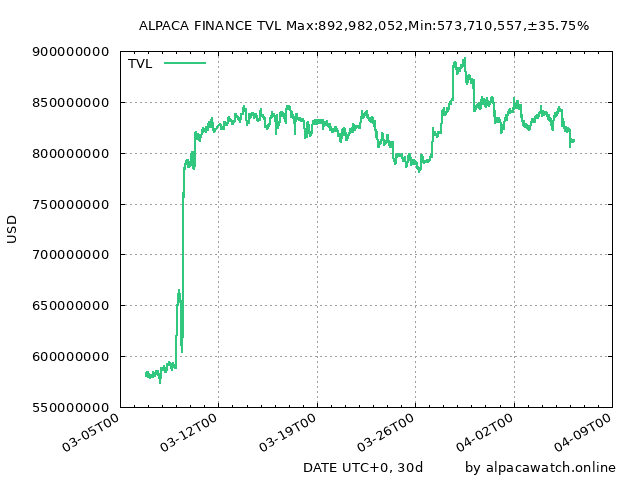 ALPACA FINANCE TVL Max:892,982,052,Min:573,710,557,±35.75%
TVL
900000000
850000000
800000000
750000000
700000000
650000000
600000000
550000000
USD
03-05T00
03-12T00
03-19T00
03-26T00
04-02T00
04-09T00
DATE UTC+0, 30d
by alpacawatch.online